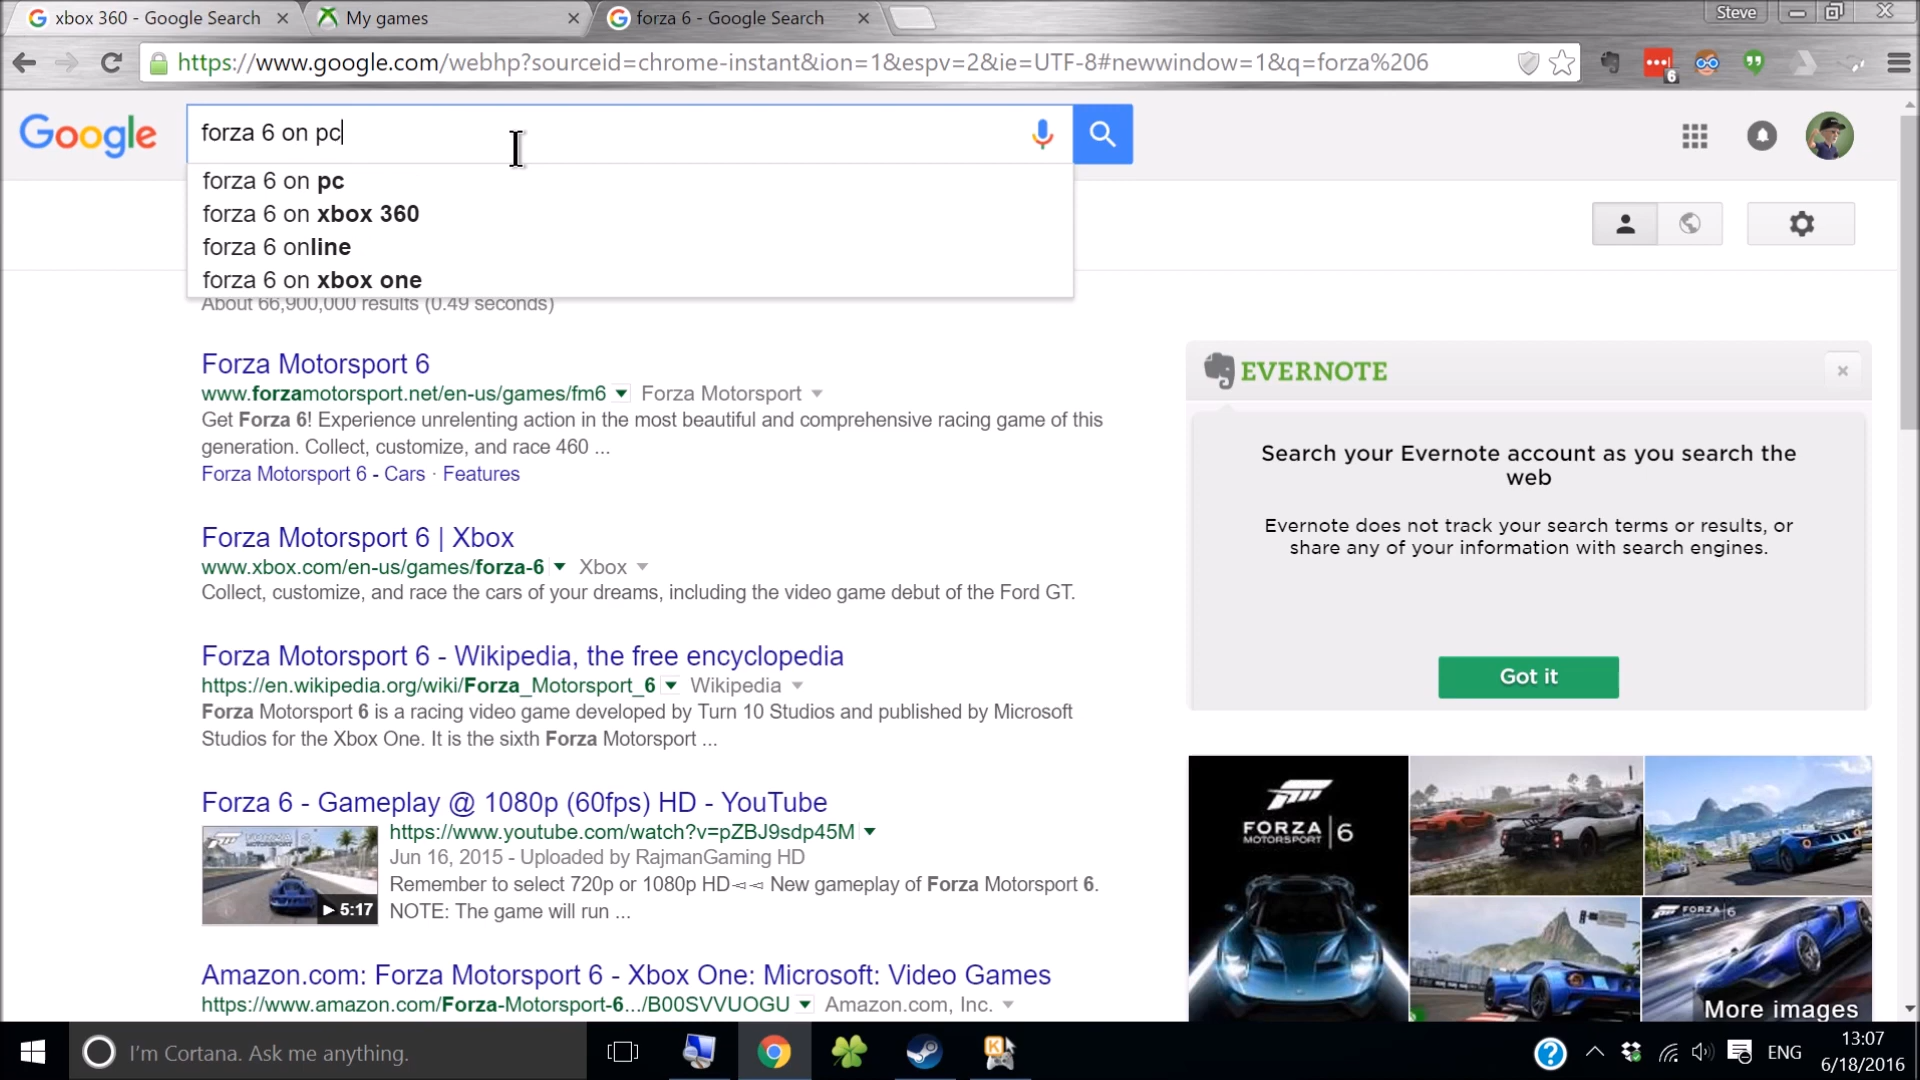 xbox 360 - Google Search
My games
forza 6 - Google Search
Steve
https://www.google.com/webhp?sourceid=chrome-instant&ion=1&espv=2&ie=UTF-8#newwindow=1&q=forza%206
6
Google
forza 6 on pc
forza 6 on pc
forza 6 on xbox 360
forza 6 online
forza 6 on xbox one
About 66,900,000 results (0.49 seconds)
Forza Motorsport 6
www.forzamotorsport.net/en-us/games/fm6 Forza Motorsport
Get Forza 6! Experience unrelenting action in the most beautiful and comprehensive racing game of this
generation. Collect, customize, and race 460 ...
Forza Motorsport 6 - Cars · Features
Forza Motorsport 6 | Xbox
www.xbox.com/en-us/games/forza-6 Xbox
Collect, customize, and race the cars of your dreams, including the video game debut of the Ford GT.
Forza Motorsport 6 - Wikipedia, the free encyclopedia
https://en.wikipedia.org/wiki/Forza_Motorsport_6 Wikipedia
Forza Motorsport 6 is a racing video game developed by Turn 10 Studios and published by Microsoft
Studios for the Xbox One. It is the sixth Forza Motorsport ...
Forza 6 - Gameplay @ 1080p (60fps) HD - YouTube
https://www.youtube.com/watch?v=pZBJ9sdp45M
Jun 16, 2015 - Uploaded by RajmanGaming HD
Remember to select 720p or 1080p HD◅◅ New gameplay of Forza Motorsport 6.
NOTE: The game will run ...
5:17
Amazon.com: Forza Motorsport 6 - Xbox One: Microsoft: Video Games
https://www.amazon.com/Forza-Motorsport-6.../B00SVVUOGU Amazon.com, Inc.
EVERNOTE
Search your Evernote account as you search the
web
Evernote does not track your search terms or results, or
share any of your information with search engines.
Got it
FORZA
MOTORSPORT 6
FORZA 6
More images
I'm Cortana. Ask me anything.
ENG
13:07
6/18/2016